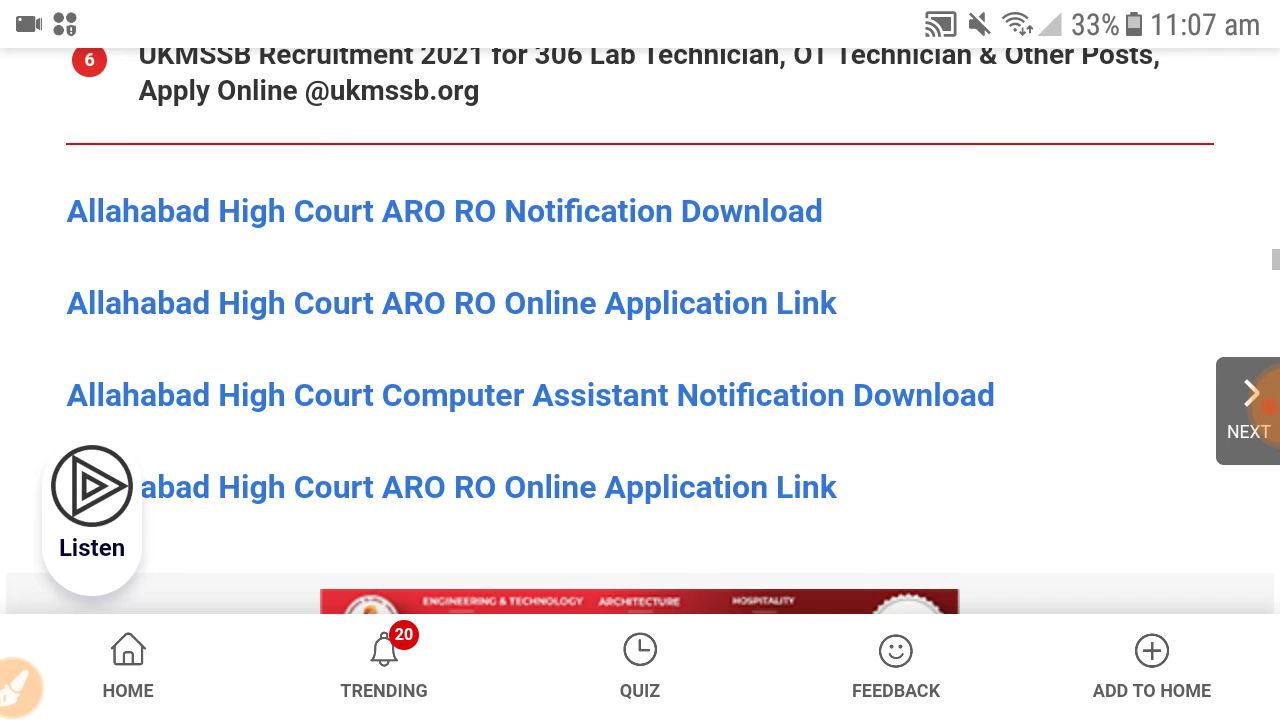 33% 11:07 am
6 UKMSSB Recruitment 2021 for 306 Lab Technician, OT Technician & Other Posts,
Apply Online @ukmssb.org
Allahabad High Court ARO RO Notification Download
Allahabad High Court ARO RO Online Application Link
Allahabad High Court Computer Assistant Notification Download
abad High Court ARO RO Online Application Link
NEXT
Listen
ENGINEERING & TECHNOLOGY ARCHITECTURE HOSPITALITY
20
HOME TRENDING QUIZ FEEDBACK ADD TO HOME